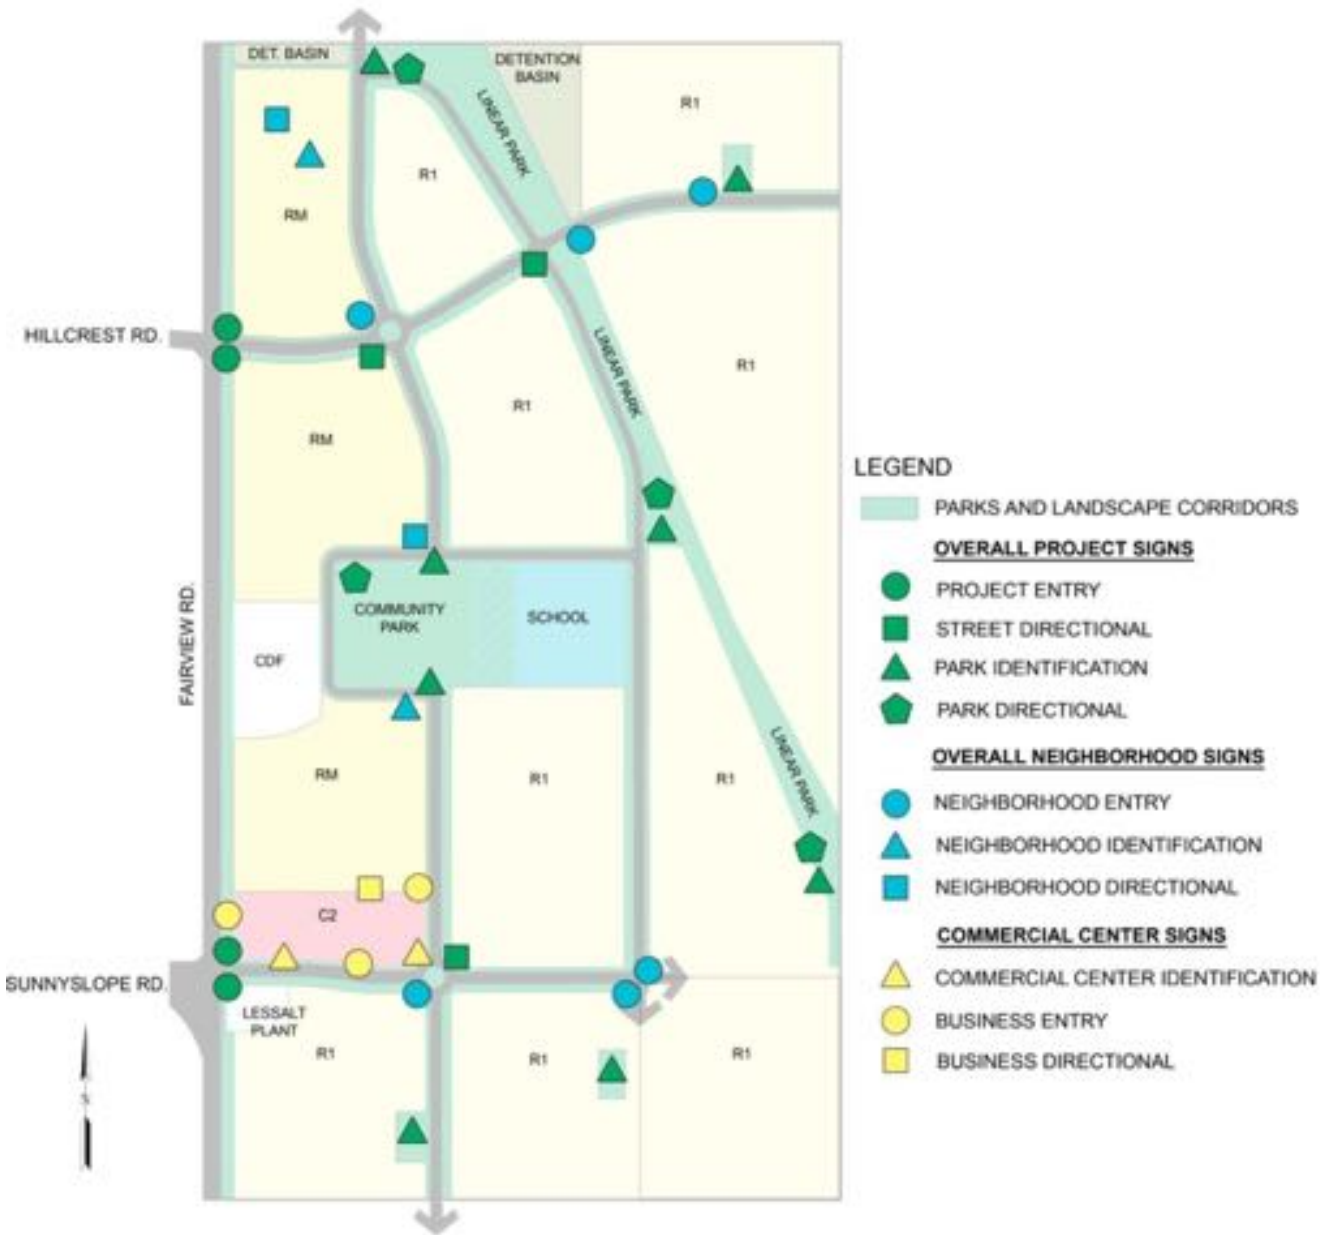 DET. BASIN
DETENTION
BASIN
LINEAR PARK
R1
R1
RM
HILLCREST RD.
LINEAR PARK
R1
R1
RM
FAIRVIEW RD.
COMMUNITY
PARK
SCHOOL
CDF
LINEAR PARK
RM
R1
R1
C2
SUNNYSLOPE RD.
LESSALT
PLANT
R1
R1
R1
S
LEGEND
PARKS AND LANDSCAPE CORRIDORS
OVERALL PROJECT SIGNS
PROJECT ENTRY
STREET DIRECTIONAL
PARK IDENTIFICATION
PARK DIRECTIONAL
OVERALL NEIGHBORHOOD SIGNS
NEIGHBORHOOD ENTRY
NEIGHBORHOOD IDENTIFICATION
NEIGHBORHOOD DIRECTIONAL
COMMERCIAL CENTER SIGNS
COMMERCIAL CENTER IDENTIFICATION
BUSINESS ENTRY
BUSINESS DIRECTIONAL